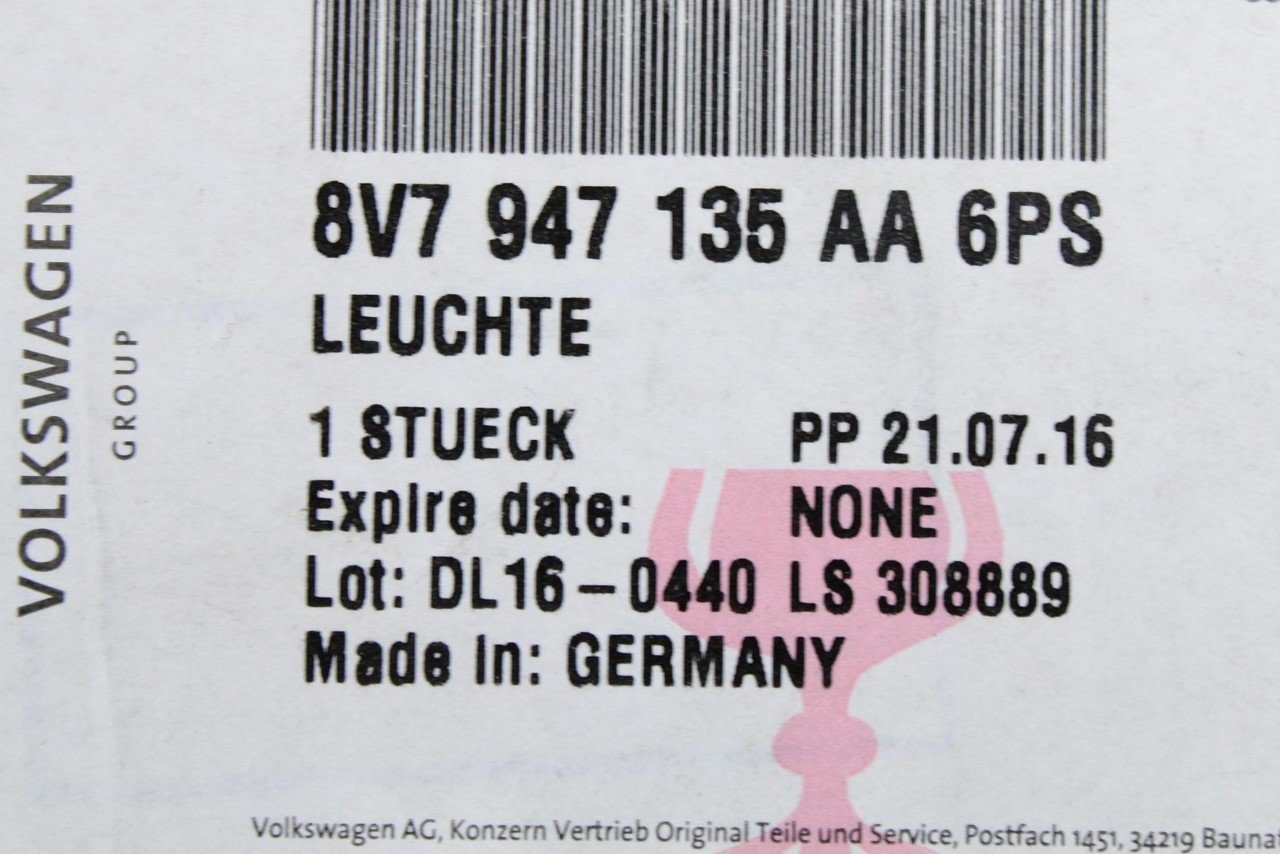 8V7 947 135 AA 6PS
LEUCHTE
1 STUECK PP 21.07.16
Expire date: NONE
Lot: DL16-0440 LS 308889
Made in: GERMANY
VOLKSWAGEN
GROUP
Volkswagen AG, Konzern Vertrieb Original Teile und Service, Postfach 1451, 34219